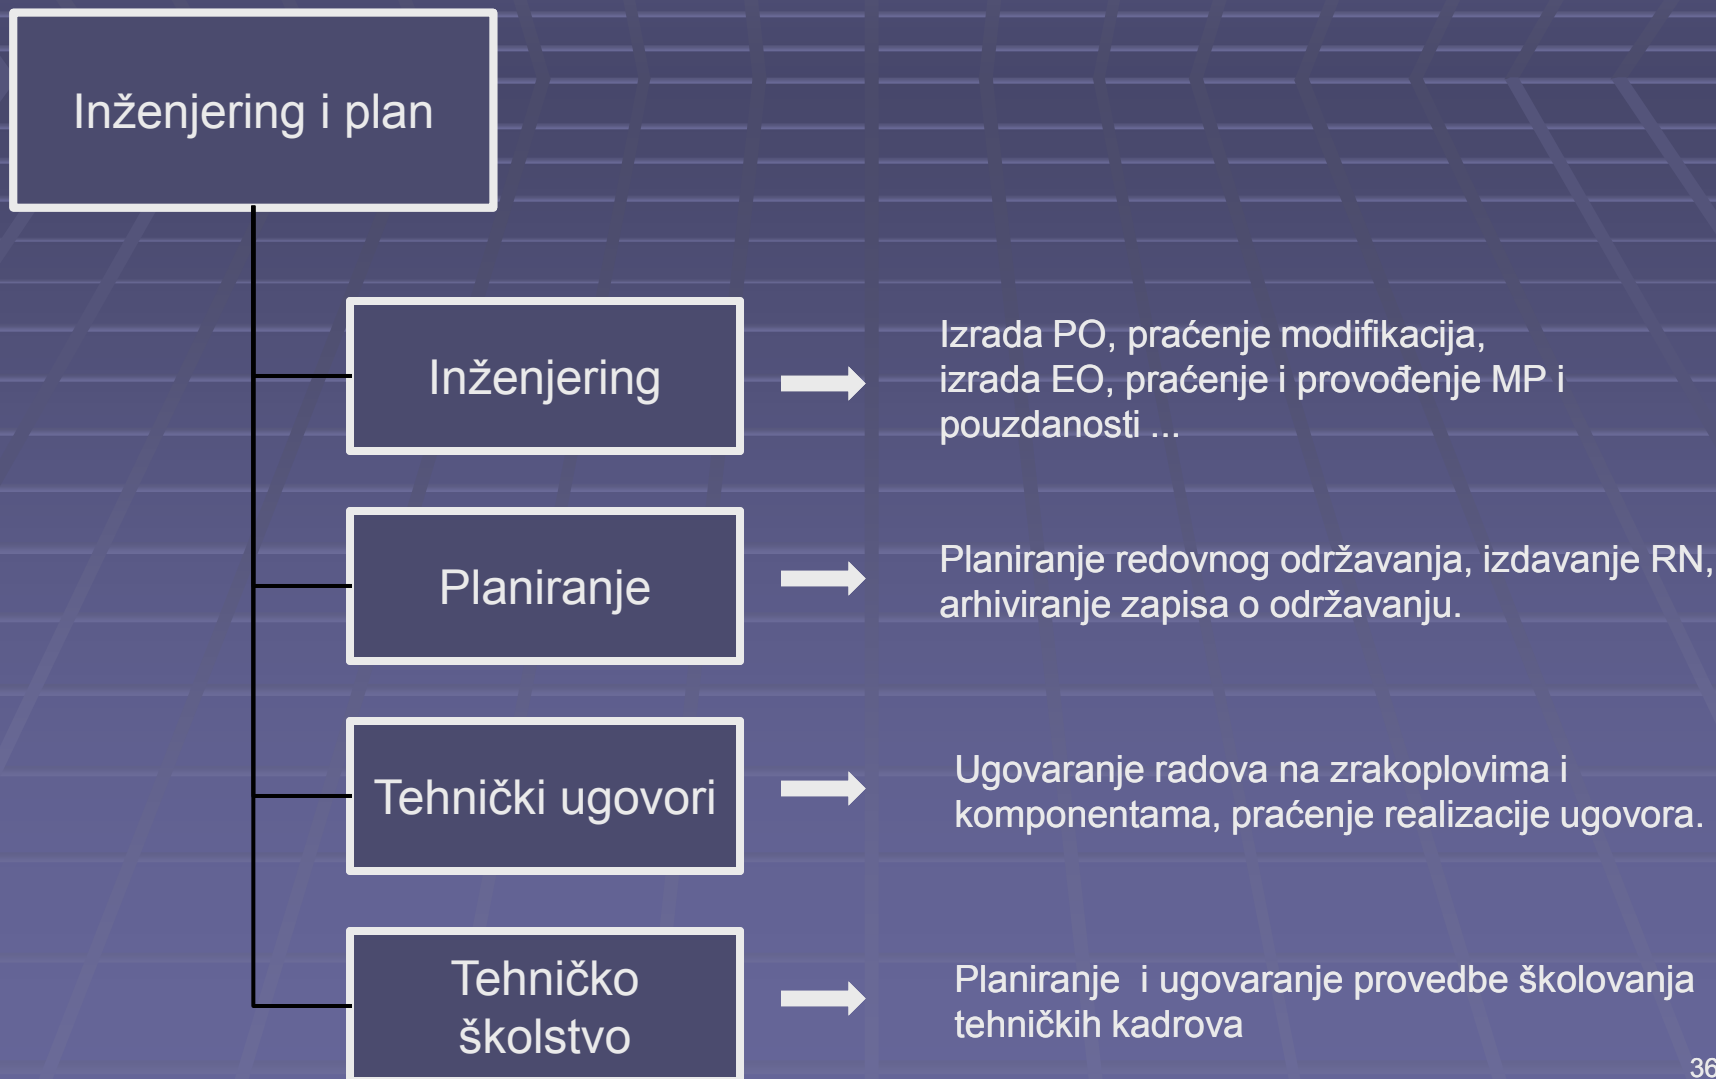 Inženjering i plan
Inženjering
Izrada PO, praćenje modifikacija,
izrada EO, praćenje i provođenje MP i
pouzdanosti ...
Planiranje
Planiranje redovnog održavanja, izdavanje RN,
arhiviranje zapisa o održavanju.
Tehnički ugovori
Ugovaranje radova na zrakoplovima i
komponentama, praćenje realizacije ugovora.
Tehničko
školstvo
Planiranje  i ugovaranje provedbe školovanja
tehničkih kadrova
36